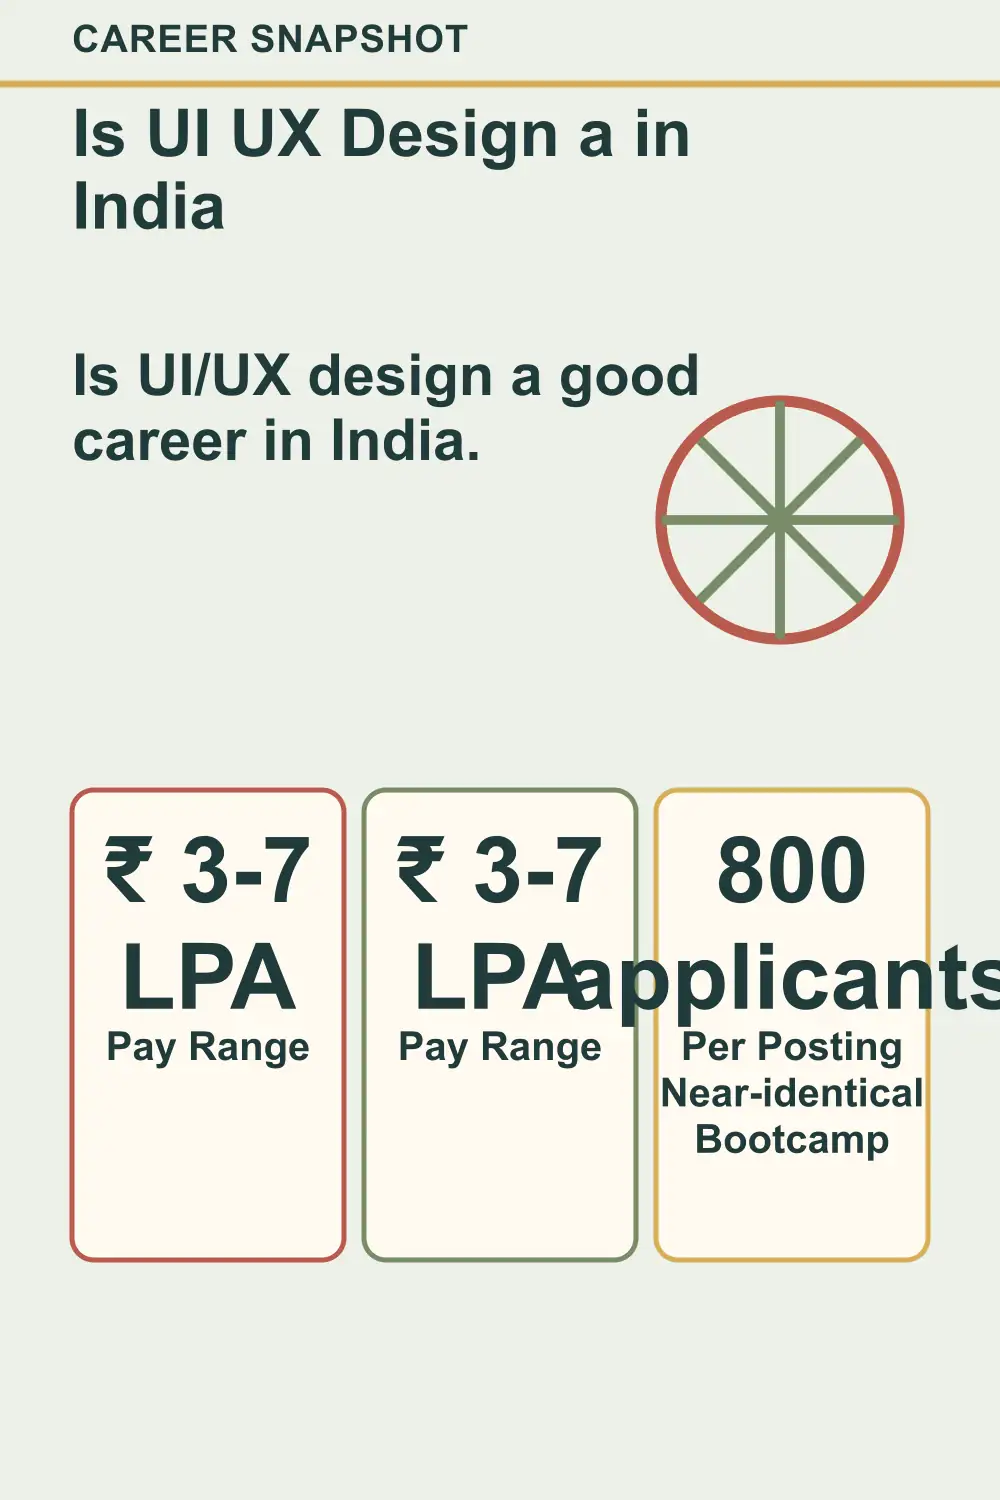 CAREER SNAPSHOT
Is UI UX Design a in
India
Is UI/UX design a good
career in India.
₹ 3-7
LPA
Pay Range
₹ 3-7
LPA
Pay Range
800
applicants
Per Posting
Near-identical
Bootcamp